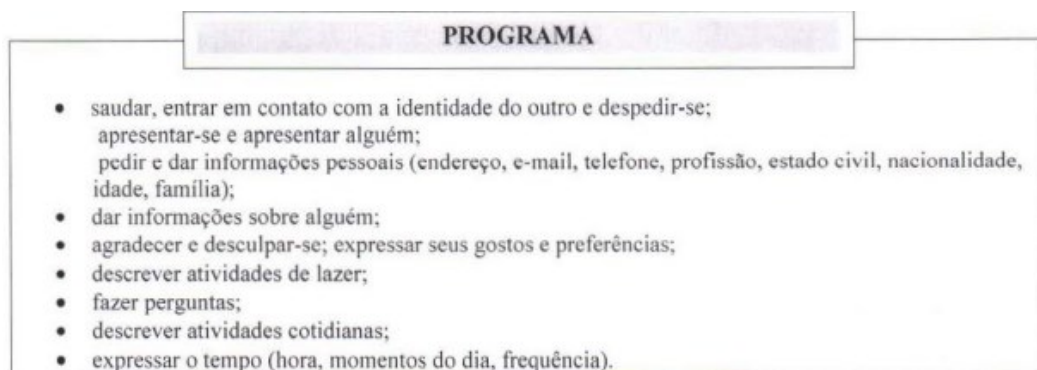 PROGRAMA
• saudar, entrar em contato com a identidade do outro e despedir-se;
apresentar-se e apresentar alguém;
pedir e dar informações pessoais (endereço, e-mail, telefone, profissão, estado civil, nacionalidade,
idade, família);
• dar informações sobre alguém;
• agradecer e desculpar-se; expressar seus gostos e preferências;
• descrever atividades de lazer;
• fazer perguntas;
• descrever atividades cotidianas;
• expressar o tempo (hora, momentos do dia, frequência).